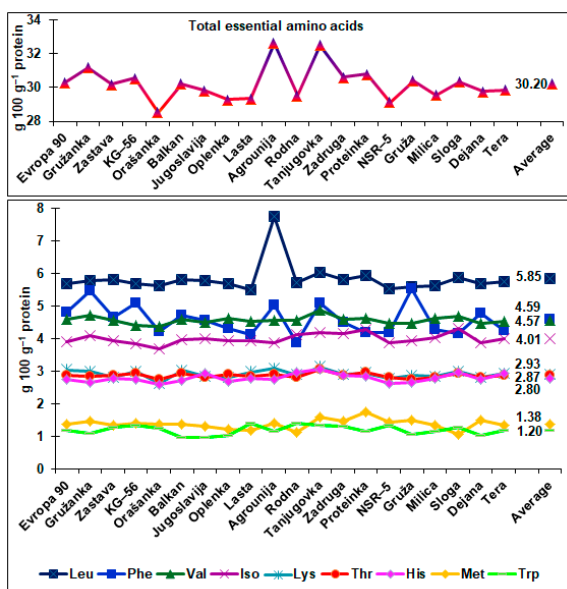 Total essential amino acids
g 100 g⁻¹ protein
34
32
30
28
30.20
Evropa 90
Gružanka
Zastava
KG–56
Orašanka
Balkan
Jugoslavija
Oplenka
Lasta
Agrounija
Rodna
Tanjugovka
Zadruga
Proteinka
NSR–5
Gruža
Milica
Sloga
Dejana
Tera
Average
g 100 g⁻¹ protein
8
7
6
5
4
3
2
1
0
5.85
4.59
4.57
4.01
2.93
2.87
2.80
1.38
1.20
Evropa 90
Gružanka
Zastava
KG–56
Orašanka
Balkan
Jugoslavija
Oplenka
Lasta
Agrounija
Rodna
Tanjugovka
Zadruga
Proteinka
NSR–5
Gruža
Milica
Sloga
Dejana
Tera
Average
Leu Phe Val Iso Lys Thr His Met Trp